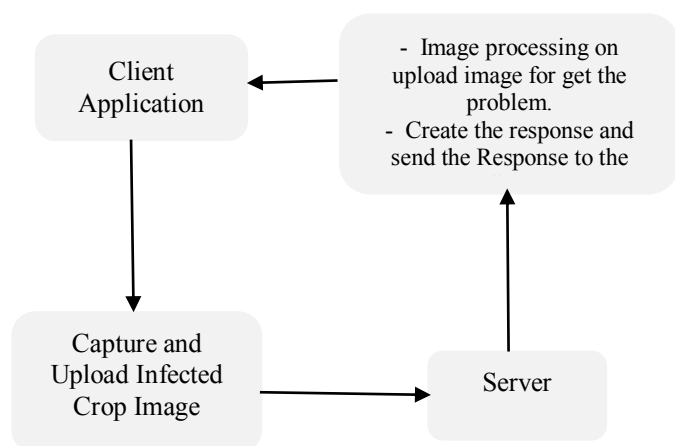 Client
Application
- Image processing on
upload image for get the
problem.
- Create the response and
send the Response to the
Capture and
Upload Infected
Crop Image
Server